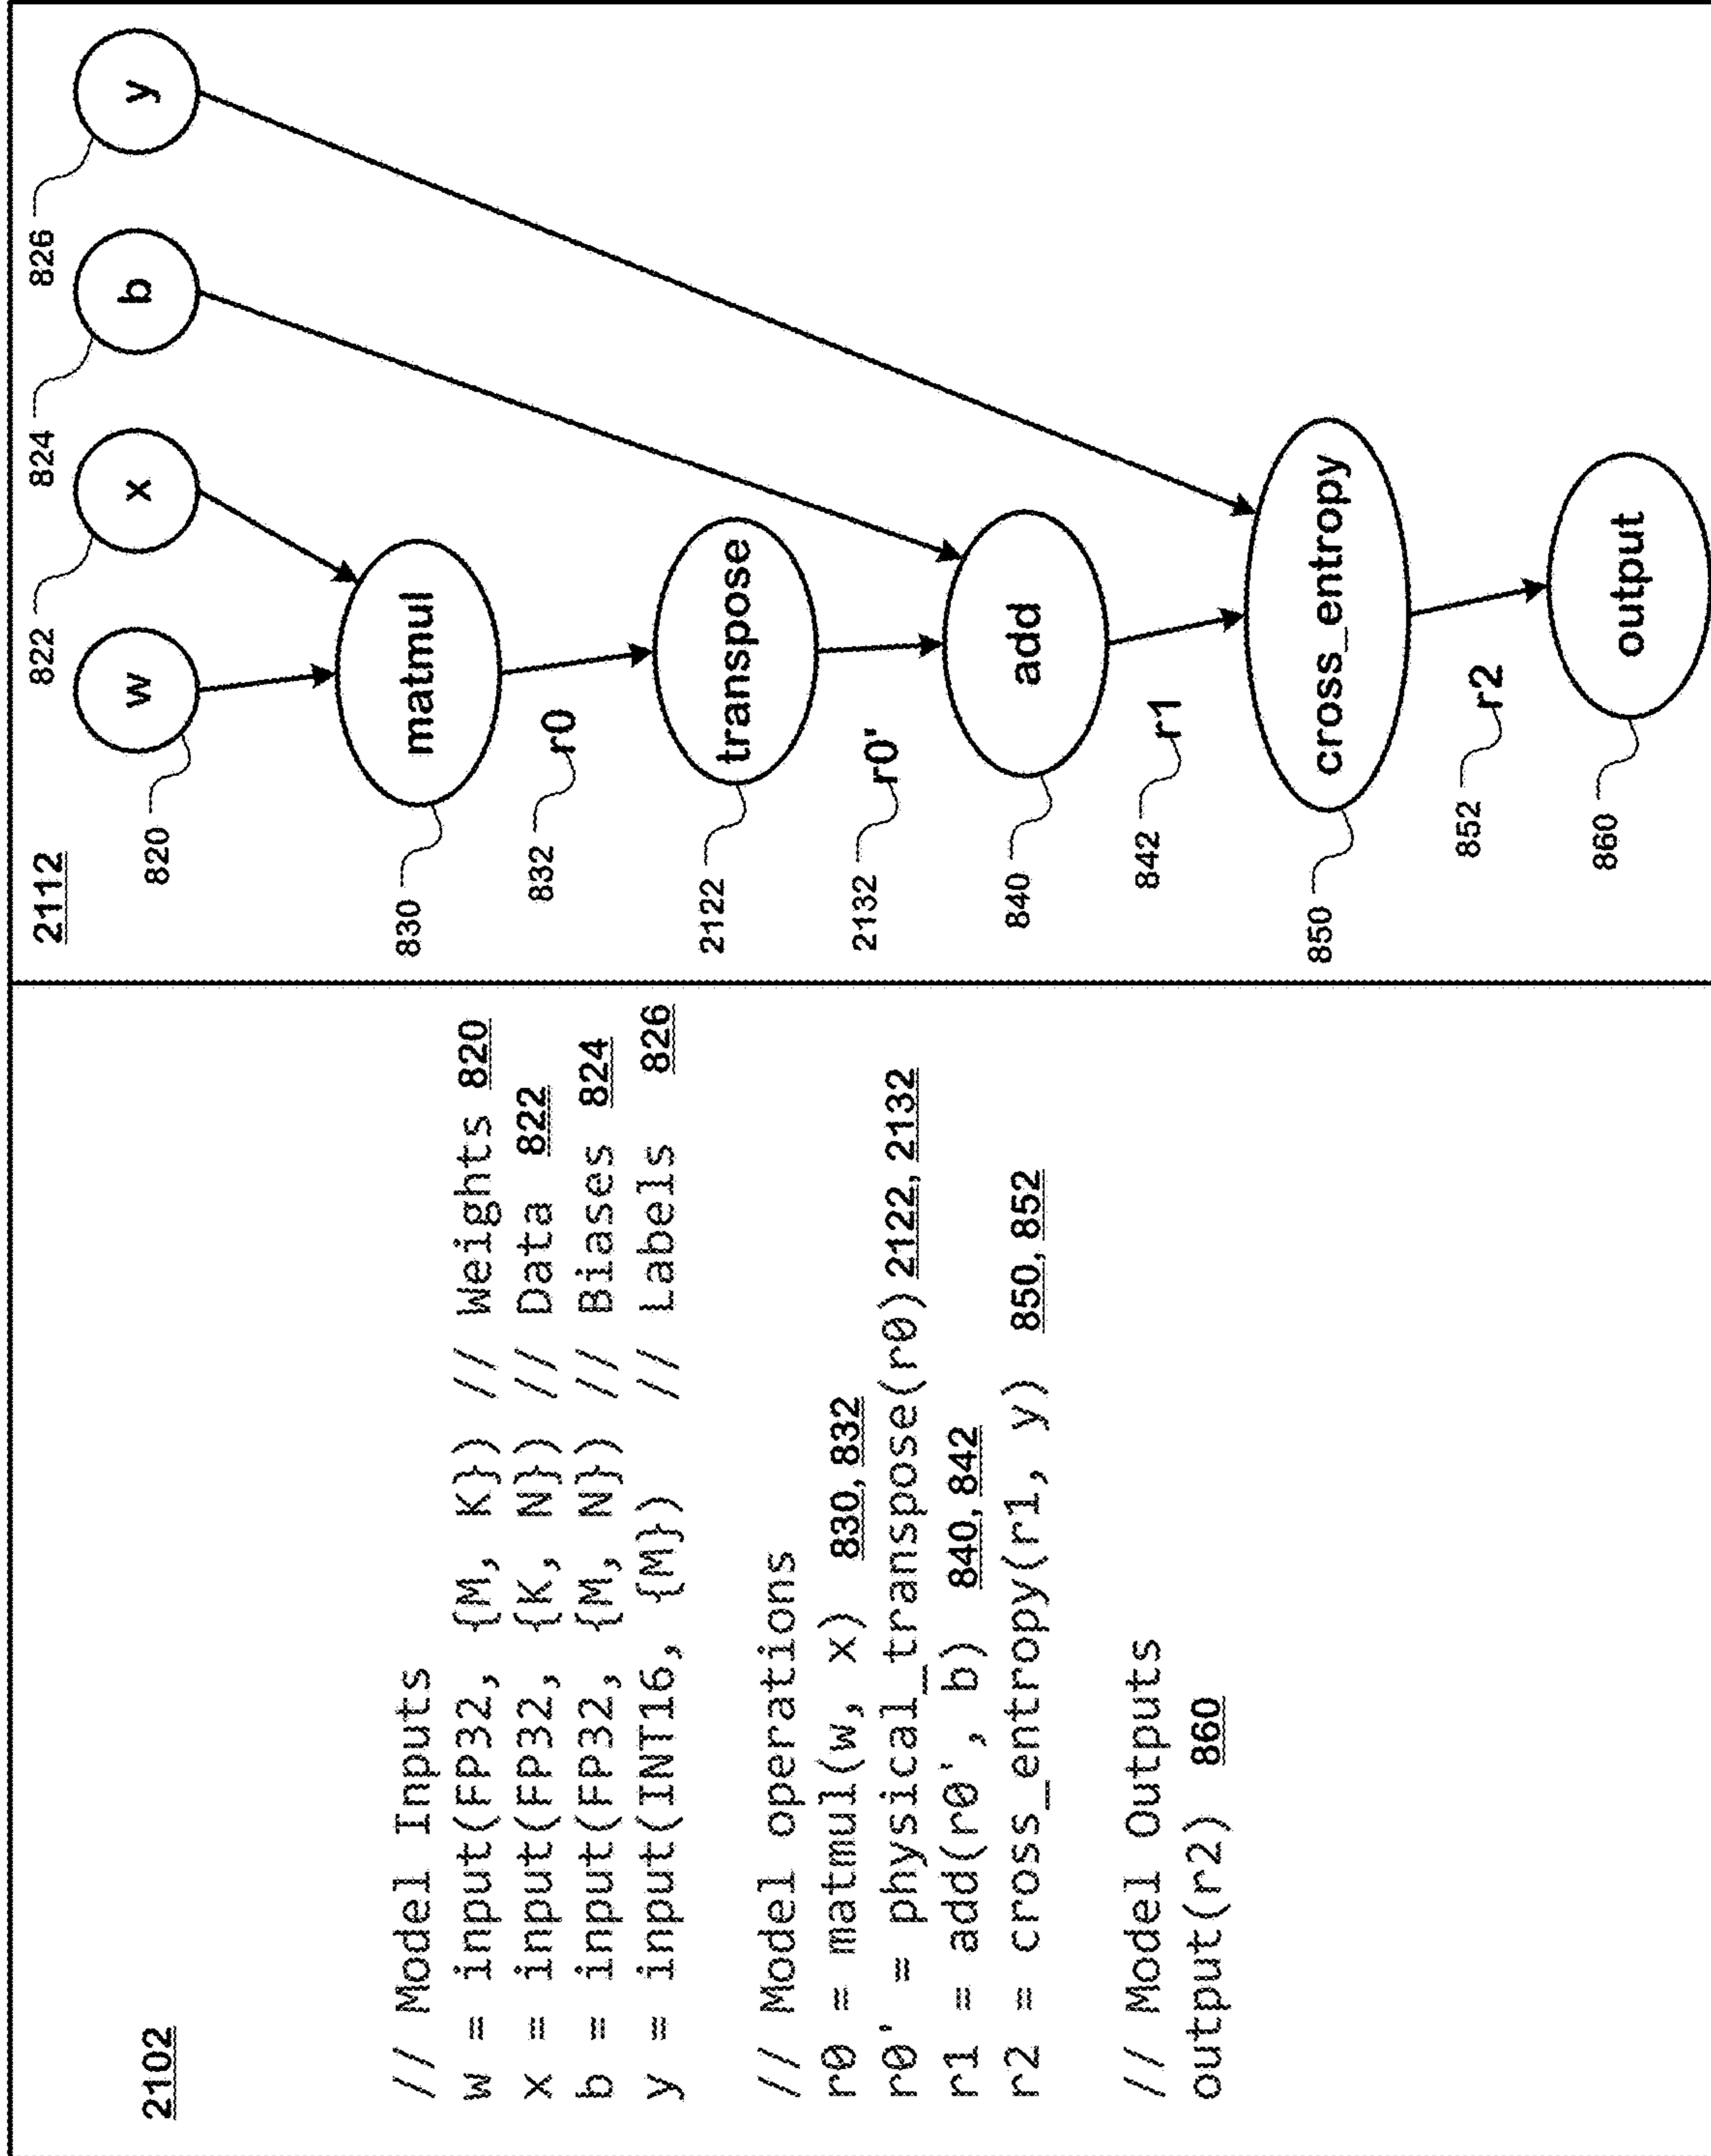 2102
// Model Inputs
w = input(FP32, {M, K}) // Weights 820
x = input(FP32, {K, N}) // Data 822
b = input(FP32, {M, N}) // Biases 824
y = input(INT16, {M}) // Labels 826
// Model operations
r0 = matmul(w, x) 830, 832
r0' = physical_transpose(r0) 2122, 2132
r1 = add(r0', b) 840, 842
r2 = cross_entropy(r1, y) 850, 852
// Model Outputs
output(r2) 860
2112
822
824
826
w
x
b
y
820
830
matmul
832
r0
2122
transpose
2132
r0'
840
add
842
r1
850
cross_entropy
852
r2
860
output